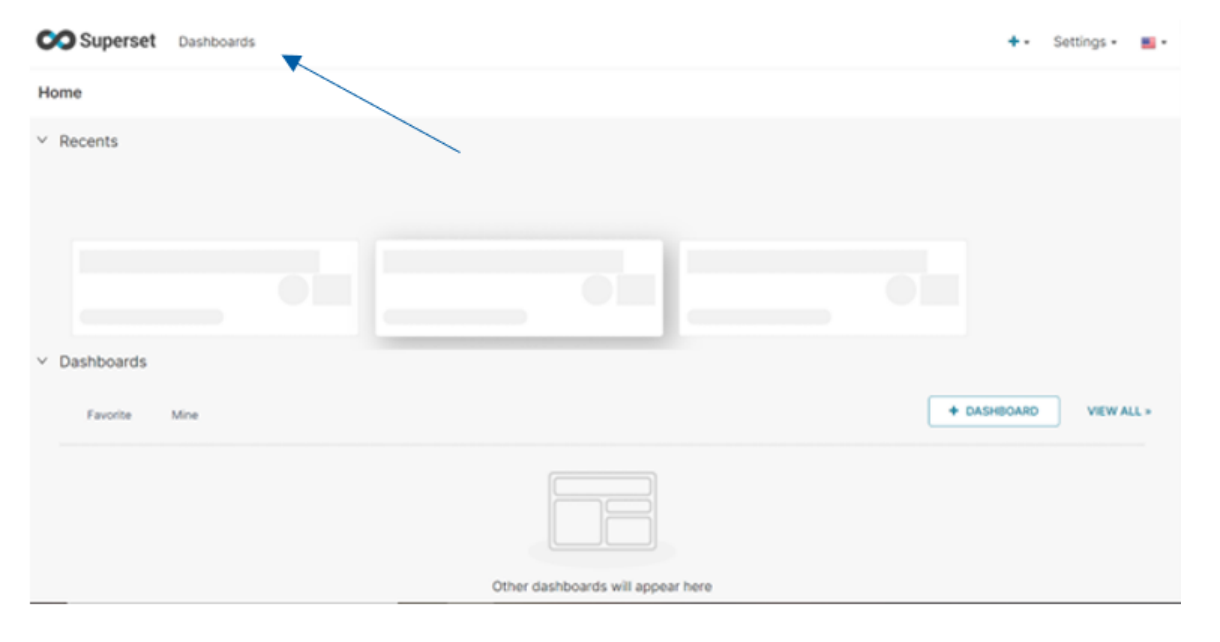 Superset Dashboards + Settings
Home
Recents
Dashboards
Favorite Mine + DASHBOARD VIEW ALL »
Other dashboards will appear here